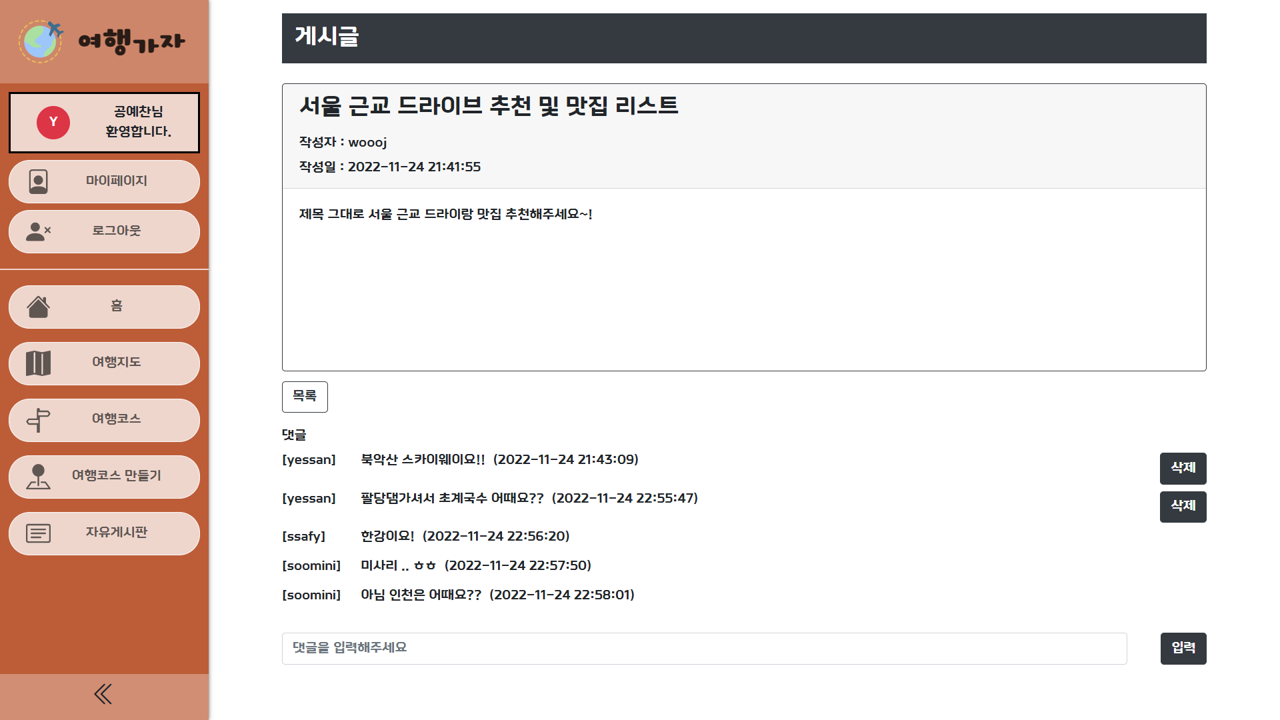 여행가자
Y
공예찬님
환영합니다.
마이페이지
로그아웃
홈
여행지도
여행코스
여행코스 만들기
자유게시판
게시글
서울 근교 드라이브 추천 및 맛집 리스트
작성자 : woooj
작성일 : 2022-11-24 21:41:55
제목 그대로 서울 근교 드라이랑 맛집 추천해주세요~!
목록
댓글
[yessan] 북악산 스카이웨이요!! (2022-11-24 21:43:09) 삭제
[yessan] 팔당댐가셔서 초계국수 어때요?? (2022-11-24 22:55:47) 삭제
[ssafy] 한강이요! (2022-11-24 22:56:20)
[soomini] 미사리 .. ㅎㅎ (2022-11-24 22:57:50)
[soomini] 아님 인천은 어때요?? (2022-11-24 22:58:01)
댓글을 입력해주세요 입력